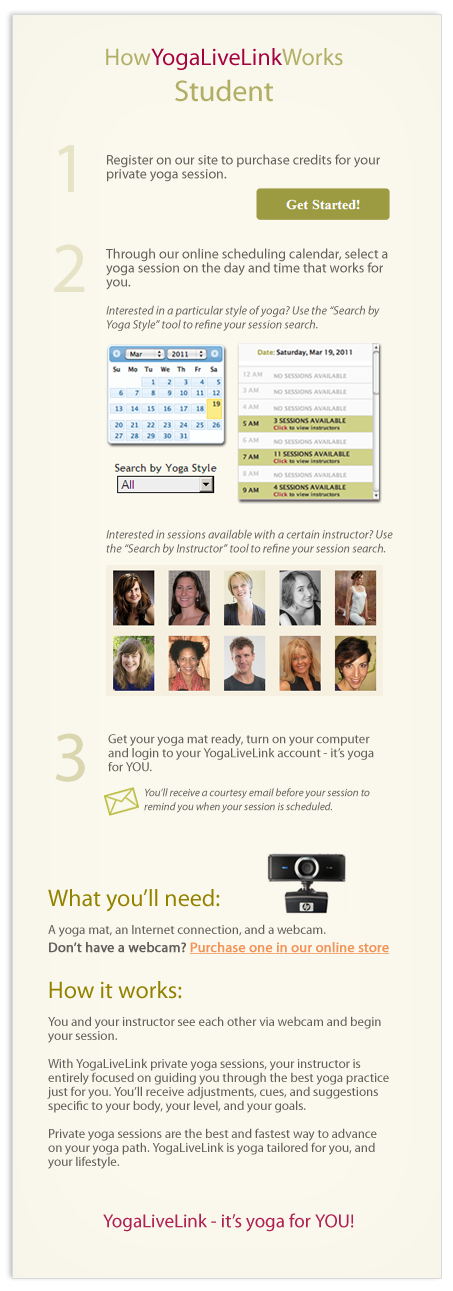 HowYogaLiveLinkWorks
Student
1
Register on our site to purchase credits for your
private yoga session.
Get Started!
2
Through our online scheduling calendar, select a
yoga session on the day and time that works for
you.
Interested in a particular style of yoga? Use the “Search by
Yoga Style” tool to refine your session search.
Mar 2011
Su Mo Tu We Th Fr Sa
1 2 3 4 5
6 7 8 9 10 11 12
13 14 15 16 17 18 19
20 21 22 23 24 25 26
27 28 29 30 31
Search by Yoga Style
All
Date: Saturday, Mar 19, 2011
12 AM NO SESSIONS AVAILABLE
3 AM NO SESSIONS AVAILABLE
4 AM NO SESSIONS AVAILABLE
5 AM 3 SESSIONS AVAILABLE
Click to view instructors
6 AM NO SESSIONS AVAILABLE
7 AM 11 SESSIONS AVAILABLE
Click to view instructors
8 AM NO SESSIONS AVAILABLE
9 AM 4 SESSIONS AVAILABLE
Click to view instructors
Interested in sessions available with a certain instructor? Use
the “Search by Instructor” tool to refine your session search.
3
Get your yoga mat ready, turn on your computer
and login to your YogaLiveLink account - it’s yoga
for YOU.
You’ll receive a courtesy email before your session to
remind you when your session is scheduled.
hp
What you’ll need:
A yoga mat, an Internet connection, and a webcam.
Don’t have a webcam? Purchase one in our online store
How it works:
You and your instructor see each other via webcam and begin
your session.
With YogaLiveLink private yoga sessions, your instructor is
entirely focused on guiding you through the best yoga practice
just for you. You’ll receive adjustments, cues, and suggestions
specific to your body, your level, and your goals.
Private yoga sessions are the best and fastest way to advance
on your yoga path. YogaLiveLink is yoga tailored for you, and
your lifestyle.
YogaLiveLink - it’s yoga for YOU!